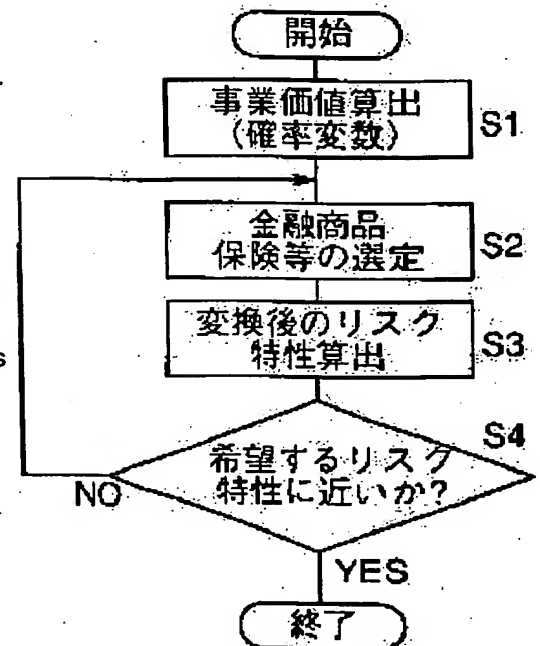 開始
事業価値算出
(確率変数)
S1
金融商品
保険等の選定
S2
変換後のリスク
特性算出
S3
S4
希望するリスク
特性に近いか?
NO
YES
終了
s